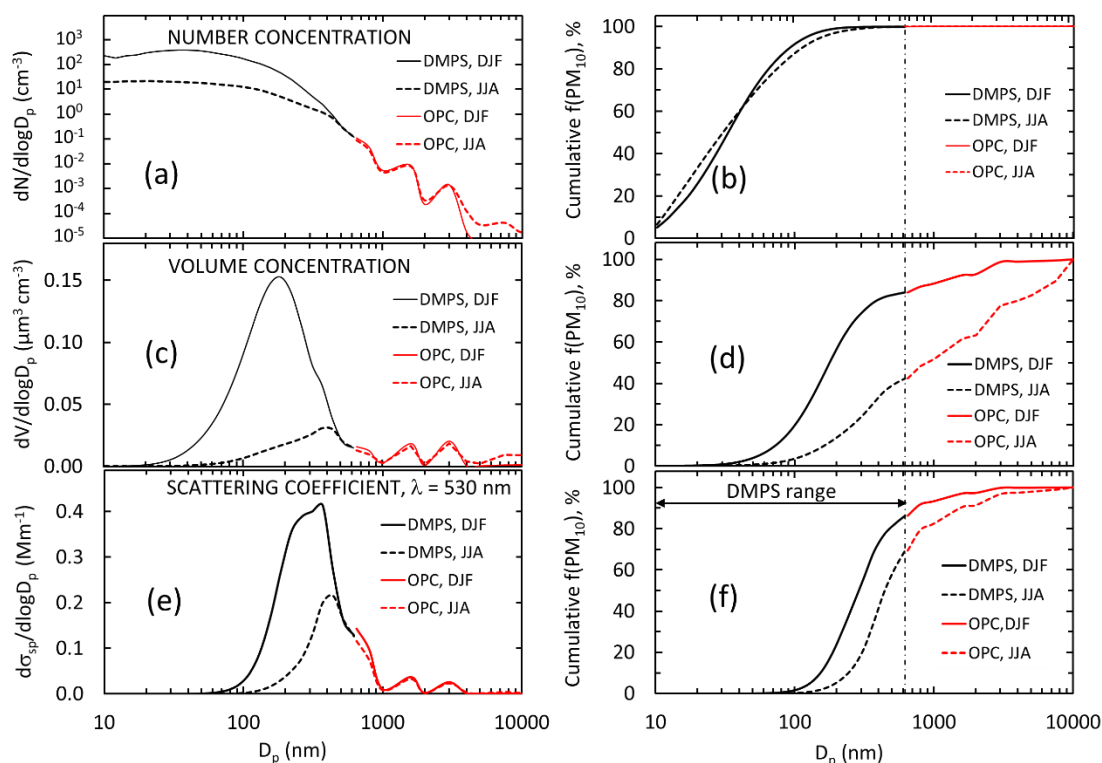 NUMBER CONCENTRATION
dN/dlogDp (cm-3)
10³
10²
10¹
10⁰
10⁻¹
10⁻²
10⁻³
10⁻⁴
10⁻⁵
DMPS, DJF
DMPS, JJA
OPC, DJF
OPC, JJA
(a)
Cumulative f(PM₁₀), %
100
80
60
40
20
0
DMPS, DJF
DMPS, JJA
OPC, DJF
OPC, JJA
(b)
VOLUME CONCENTRATION
dV/dlogDp (µm³ cm⁻³)
0.15
0.10
0.05
0.00
DMPS, DJF
DMPS, JJA
OPC, DJF
OPC, JJA
(c)
Cumulative f(PM₁₀), %
100
80
60
40
20
0
DMPS, DJF
DMPS, JJA
OPC, DJF
OPC, JJA
(d)
SCATTERING COEFFICIENT, λ = 530 nm
dσsp/dlogDp (Mm⁻¹)
0.4
0.3
0.2
0.1
0.0
DMPS, DJF
DMPS, JJA
OPC, DJF
OPC, JJA
(e)
10 100 1000 10000
Dp (nm)
Cumulative f(PM₁₀), %
100
80
60
40
20
0
DMPS range
DMPS, DJF
DMPS, JJA
OPC,DJF
OPC, JJA
(f)
10 100 1000 10000
Dp (nm)